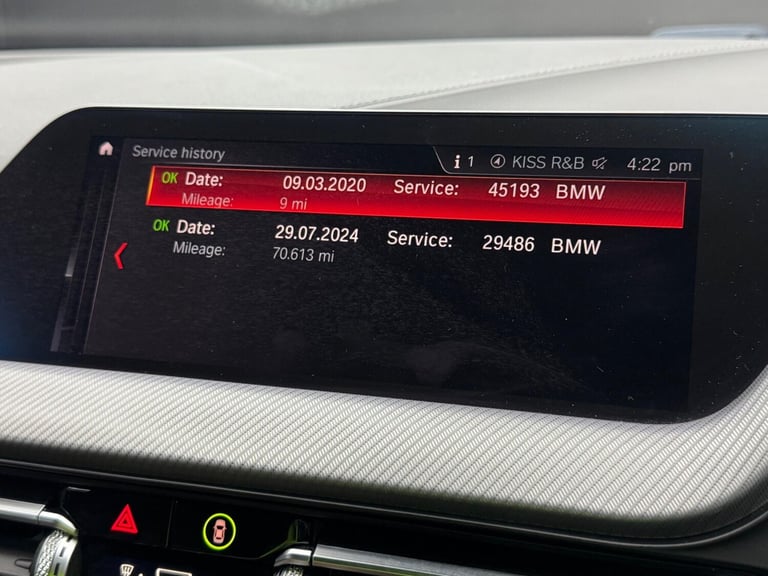 Service history
i 1 KISS R&B 4:22 pm
OK Date: 09.03.2020 Service: 45193 BMW
Mileage: 9 mi
OK Date: 29.07.2024 Service: 29486 BMW
Mileage: 70.613 mi